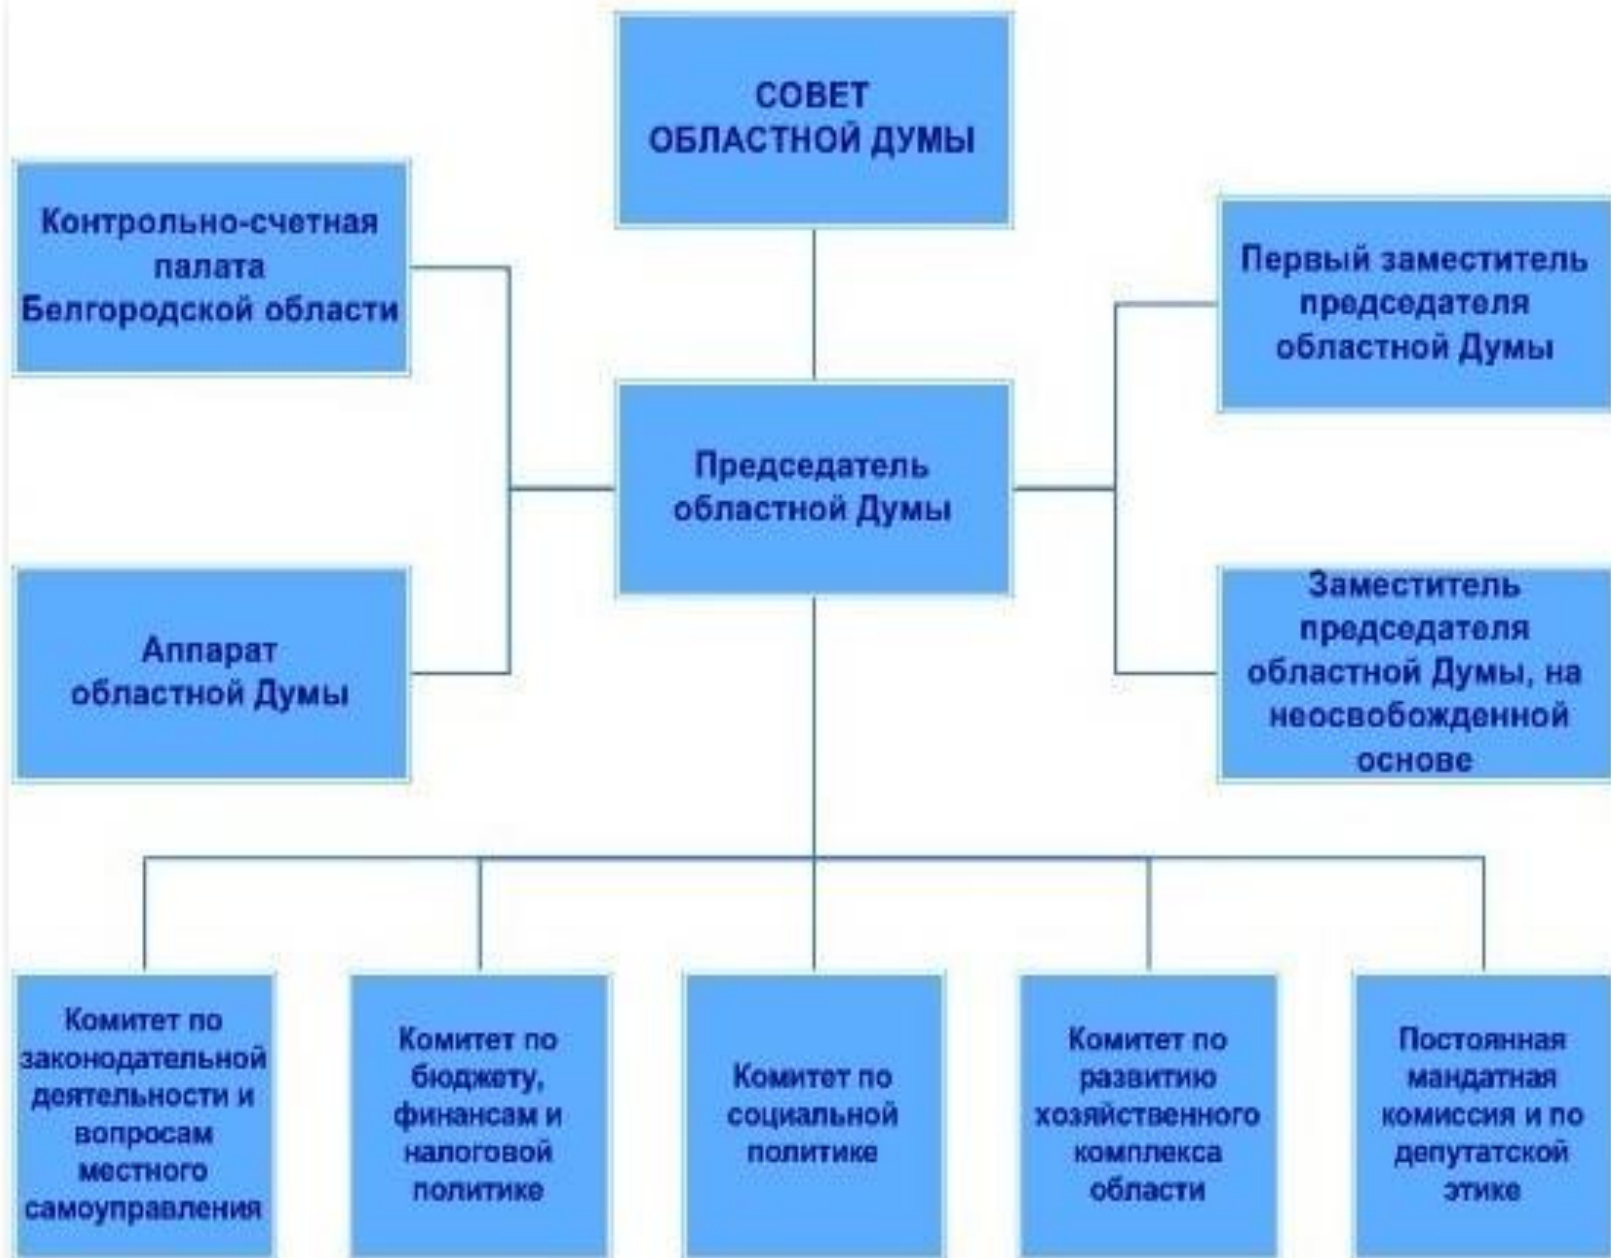 СОВЕТ
ОБЛАСТНОЙ ДУМЫ
Контрольно-счетная
палата
Белгородской области
Первый заместитель
председателя
областной Думы
Председатель
областной Думы
Аппарат
областной Думы
Заместитель
председателя
областной Думы, на
неосвобожденной
основе
Комитет по
законодательной
деятельности и
вопросам
местного
самоуправления
Комитет по
бюджету,
финансам и
налоговой
политике
Комитет по
социальной
политике
Комитет по
развитию
хозяйственного
комплекса
области
Постоянная
мандатная
комиссия и по
депутатской
этике